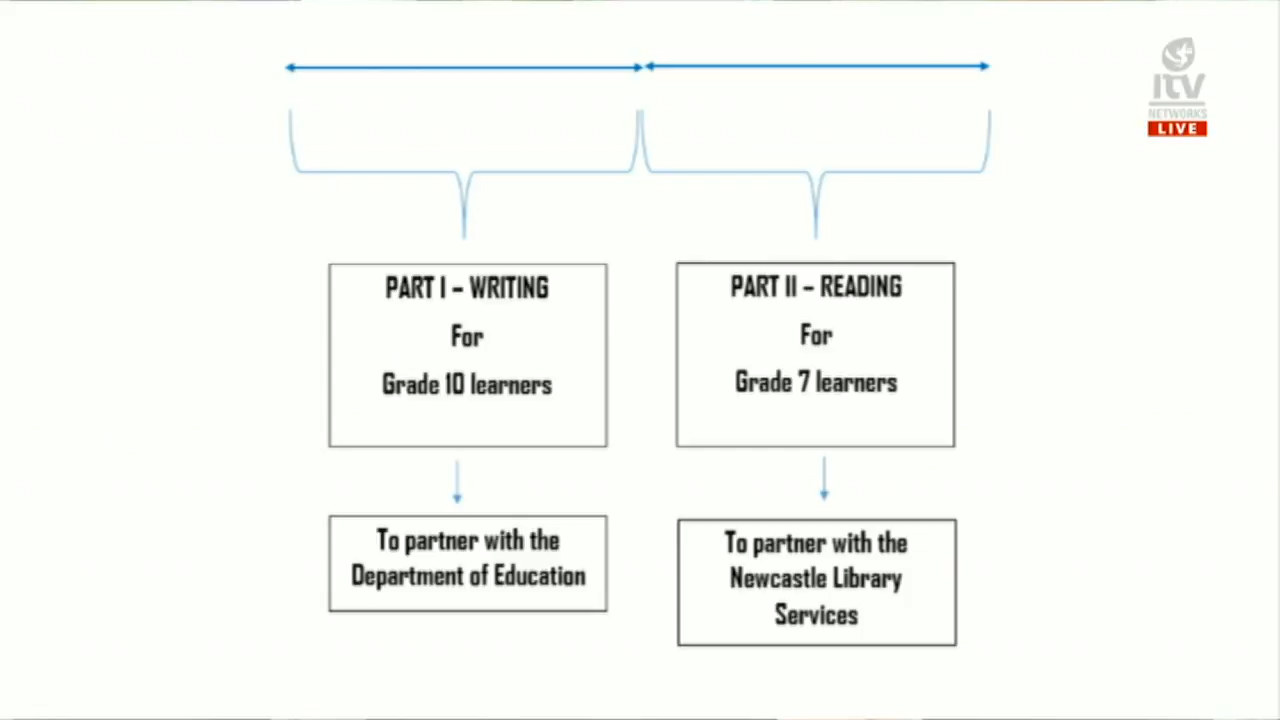 ITV
NETWORKS
LIVE
PART I – WRITING
For
Grade 10 learners
PART II – READING
For
Grade 7 learners
To partner with the
Department of Education
To partner with the
Newcastle Library
Services